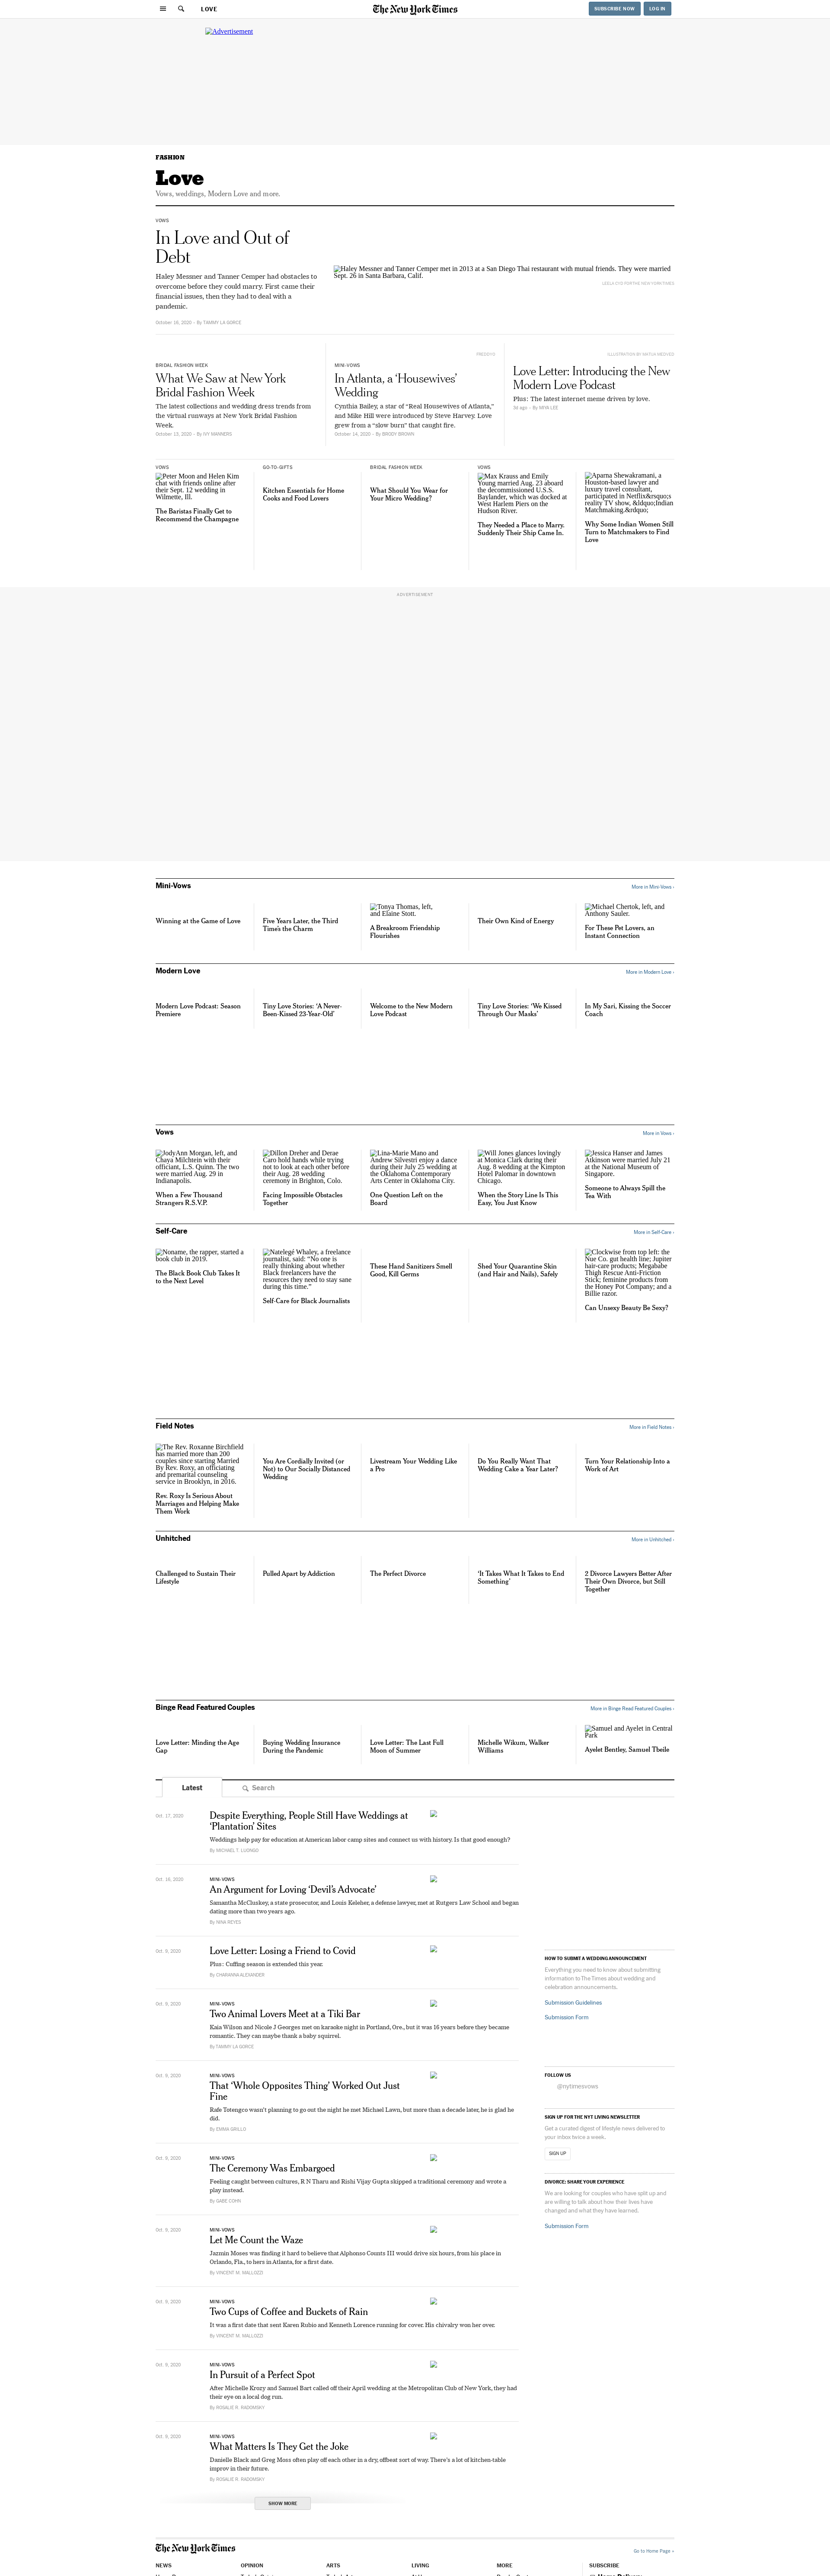 LOVE
The New York Times
SUBSCRIBE NOW
LOG IN
Advertisement
FASHION
Love
Vows, weddings, Modern Love and more.
VOWS
In Love and Out of
Debt
Haley Messner and Tanner Cemper had obstacles to
overcome before they could marry. First came their
financial issues, then they had to deal with a
pandemic.
October 16, 2020 - By TAMMY LA GORCE
Haley Messner and Tanner Cemper met in 2013 at a San Diego Thai restaurant with mutual friends. They were married
Sept. 26 in Santa Barbara, Calif.
BRIDAL FASHION WEEK
What We Saw at New York
Bridal Fashion Week
The latest collections and wedding dress trends from
the virtual runways at New York Bridal Fashion
Week.
October 13, 2020 - By IVY MANNERS
MINI-VOWS
In Atlanta, a ‘Housewives’
Wedding
Cynthia Bailey, a star of “Real Housewives of Atlanta,”
and Mike Hill were introduced by Steve Harvey. Love
grew from a “slow burn” that caught fire.
October 14, 2020 - By BRODY BROWN
Love Letter: Introducing the New
Modern Love Podcast
Plus: The latest internet meme driven by love.
3d ago - By MIYA LEE
VOWS
Peter Moon and Helen Kim
chat with friends online after
their Sept. 12 wedding in
Wilmette, Ill.
The Baristas Finally Get to
Recommend the Champagne
GO-TO-GIFTS
Kitchen Essentials for Home
Cooks and Food Lovers
BRIDAL FASHION WEEK
What Should You Wear for
Your Micro Wedding?
VOWS
Max Krauss and Emily
Young married Aug. 23 aboard
the decommissioned U.S.S.
Baylander, which was docked at
West Harlem Piers on the
Hudson River.
They Needed a Place to Marry.
Suddenly Their Ship Came In.
Aparna Shewakramani, a
Houston-based lawyer and
luxury travel consultant,
participated in Netflix&rsquo;s
reality TV show, &ldquo;Indian
Matchmaking.&rdquo;
Why Some Indian Women Still
Turn to Matchmakers to Find
Love
ADVERTISEMENT
Mini-Vows
More in Mini-Vows ›
Winning at the Game of Love
Five Years Later, the Third
Time’s the Charm
Tonya Thomas, left,
and Elaine Stott.
A Breakroom Friendship
Flourishes
Their Own Kind of Energy
Michael Chertok, left, and
Anthony Sauler.
For These Pet Lovers, an
Instant Connection
Modern Love
More in Modern Love ›
Modern Love Podcast: Season
Premiere
Tiny Love Stories: ‘A Never-
Been-Kissed 23-Year-Old’
Welcome to the New Modern
Love Podcast
Tiny Love Stories: ‘We Kissed
Through Our Masks’
In My Sari, Kissing the Soccer
Coach
Vows
More in Vows ›
JodyAnn Morgan, left, and
Chaya Milchtein with their
officiant, L.S. Quinn. The two
were married Aug. 29 in
Indianapolis.
When a Few Thousand
Strangers R.S.V.P.
Dillon Dreher and Derae
Caro hold hands while trying
not to look at each other before
their Aug. 28 wedding
ceremony in Brighton, Colo.
Facing Impossible Obstacles
Together
Lina-Marie Mano and
Andrew Silvestri enjoy a dance
during their July 25 wedding at
the Oklahoma Contemporary
Arts Center in Oklahoma City.
One Question Left on the
Board
Will Jones glances lovingly
at Monica Clark during their
Aug. 8 wedding at the Kimpton
Hotel Palomar in downtown
Chicago.
When the Story Line Is This
Easy, You Just Know
Jessica Hanser and James
Atkinson were married July 21
at the National Museum of
Singapore.
Someone to Always Spill the
Tea With
Self-Care
More in Self-Care ›
Noname, the rapper, started a
book club in 2019.
The Black Book Club Takes It
to the Next Level
Natelegé Whaley, a freelance
journalist, said: “No one is
really thinking about whether
Black freelancers have the
resources they need to stay sane
during this time.”
Self-Care for Black Journalists
These Hand Sanitizers Smell
Good, Kill Germs
Shed Your Quarantine Skin
(and Hair and Nails), Safely
Clockwise from top left: the
Nue Co. gut health line; Jupiter
hair-care products; Megababe
Thigh Rescue Anti-Friction
Stick; feminine products from
the Honey Pot Company; and a
Billie razor.
Can Unsexy Beauty Be Sexy?
Field Notes
More in Field Notes ›
The Rev. Roxanne Birchfield
has married more than 200
couples since starting Married
By Rev. Roxy, an officiating
and premarital counseling
service in Brooklyn, in 2016.
Rev. Roxy Is Serious About
Marriages and Helping Make
Them Work
You Are Cordially Invited (or
Not) to Our Socially Distanced
Wedding
Livestream Your Wedding Like
a Pro
Do You Really Want That
Wedding Cake a Year Later?
Turn Your Relationship Into a
Work of Art
Unhitched
More in Unhitched ›
Challenged to Sustain Their
Lifestyle
Pulled Apart by Addiction
The Perfect Divorce
‘It Takes What It Takes to End
Something’
2 Divorce Lawyers Better After
Their Own Divorce, but Still
Together
Binge Read Featured Couples
More in Binge Read Featured Couples ›
Love Letter: Minding the Age
Gap
Buying Wedding Insurance
During the Pandemic
Love Letter: The Last Full
Moon of Summer
Michelle Wikum, Walker
Williams
Samuel and Ayelet in Central
Park
Ayelet Bentley, Samuel Tbeile
Latest
Search
Oct. 17, 2020
Despite Everything, People Still Have Weddings at
‘Plantation’ Sites
Weddings help pay for education at American labor camp sites and connect us with history. Is that good enough?
By MICHAEL T. LUONGO
Oct. 16, 2020
MINI-VOWS
An Argument for Loving ‘Devil’s Advocate’
Samantha McCluskey, a state prosecutor, and Louis Keleher, a defense lawyer, met at Rutgers Law School and began
dating more than two years ago.
By NINA REYES
Oct. 9, 2020
Love Letter: Losing a Friend to Covid
Plus: Cuffing season is extended this year.
By CHARANNA ALEXANDER
Oct. 9, 2020
MINI-VOWS
Two Animal Lovers Meet at a Tiki Bar
Kaia Wilson and Nicole J Georges met on karaoke night in Portland, Ore., but it was 16 years before they became
romantic. They can maybe thank a baby squirrel.
By TAMMY LA GORCE
Oct. 9, 2020
MINI-VOWS
That ‘Whole Opposites Thing’ Worked Out Just
Fine
Rafe Totengco wasn’t planning to go out the night he met Michael Lawn, but more than a decade later, he is glad he
did.
By EMMA GRILLO
Oct. 9, 2020
MINI-VOWS
The Ceremony Was Embargoed
Feeling caught between cultures, R N Tharu and Rishi Vijay Gupta skipped a traditional ceremony and wrote a
play instead.
By GABE COHN
Oct. 9, 2020
MINI-VOWS
Let Me Count the Waze
Jazmin Moses was finding it hard to believe that Alphonso Counts III would drive six hours, from his place in
Orlando, Fla., to hers in Atlanta, for a first date.
By VINCENT M. MALLOZZI
Oct. 9, 2020
MINI-VOWS
Two Cups of Coffee and Buckets of Rain
It was a first date that sent Karen Rubio and Kenneth Lorence running for cover. His chivalry won her over.
By VINCENT M. MALLOZZI
Oct. 9, 2020
MINI-VOWS
In Pursuit of a Perfect Spot
After Michelle Krozy and Samuel Bart called off their April wedding at the Metropolitan Club of New York, they had
their eye on a local dog run.
By ROSALIE R. RADOMSKY
Oct. 9, 2020
MINI-VOWS
What Matters Is They Get the Joke
Danielle Black and Greg Moss often play off each other in a dry, offbeat sort of way. There’s a lot of kitchen-table
improv in their future.
By ROSALIE R. RADOMSKY
SHOW MORE
HOW TO SUBMIT A WEDDING ANNOUNCEMENT
Everything you need to know about submitting
information to The Times about wedding and
celebration announcements.
Submission Guidelines
Submission Form
FOLLOW US
@nytimesvows
SIGN UP FOR THE NYT LIVING NEWSLETTER
Get a curated digest of lifestyle news delivered to
your inbox twice a week.
SIGN UP
DIVORCE: SHARE YOUR EXPERIENCE
We are looking for couples who have split up and
are willing to talk about how their lives have
changed and what they have learned.
Submission Form
The New York Times
Go to Home Page »
NEWS
OPINION
ARTS
LIVING
MORE
SUBSCRIBE